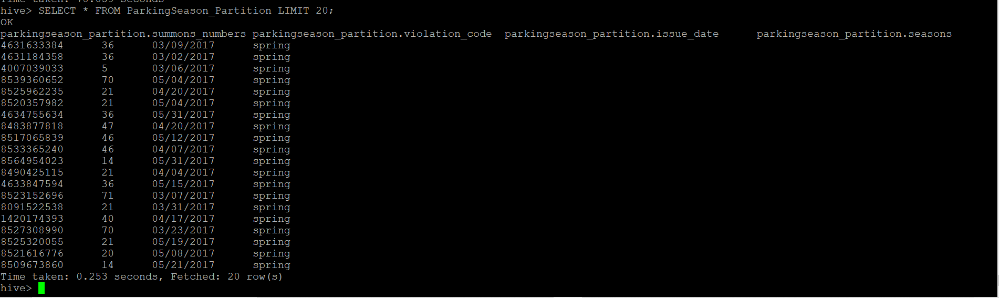 hive> SELECT * FROM ParkingSeason_Partition LIMIT 20;
OK
parkingseason_partition.summons_numbers parkingseason_partition.violation_code parkingseason_partition.issue_date parkingseason_partition.seasons
4631633384 36 03/09/2017 spring
4631184358 36 03/02/2017 spring
4007039033 5 03/06/2017 spring
8539360652 70 05/04/2017 spring
8525962235 21 04/20/2017 spring
8520357982 21 05/04/2017 spring
4634755634 36 05/31/2017 spring
8483877818 47 04/20/2017 spring
8517065839 46 05/12/2017 spring
8533365240 46 04/07/2017 spring
8564954023 14 05/31/2017 spring
8490425115 21 04/04/2017 spring
4633847594 36 05/15/2017 spring
8523152696 71 03/07/2017 spring
8091522538 21 03/31/2017 spring
1420174393 40 04/17/2017 spring
8527308990 70 03/23/2017 spring
8525320055 21 05/19/2017 spring
8521616776 20 05/08/2017 spring
8509673860 14 05/21/2017 spring
Time taken: 0.253 seconds, Fetched: 20 row(s)
hive>